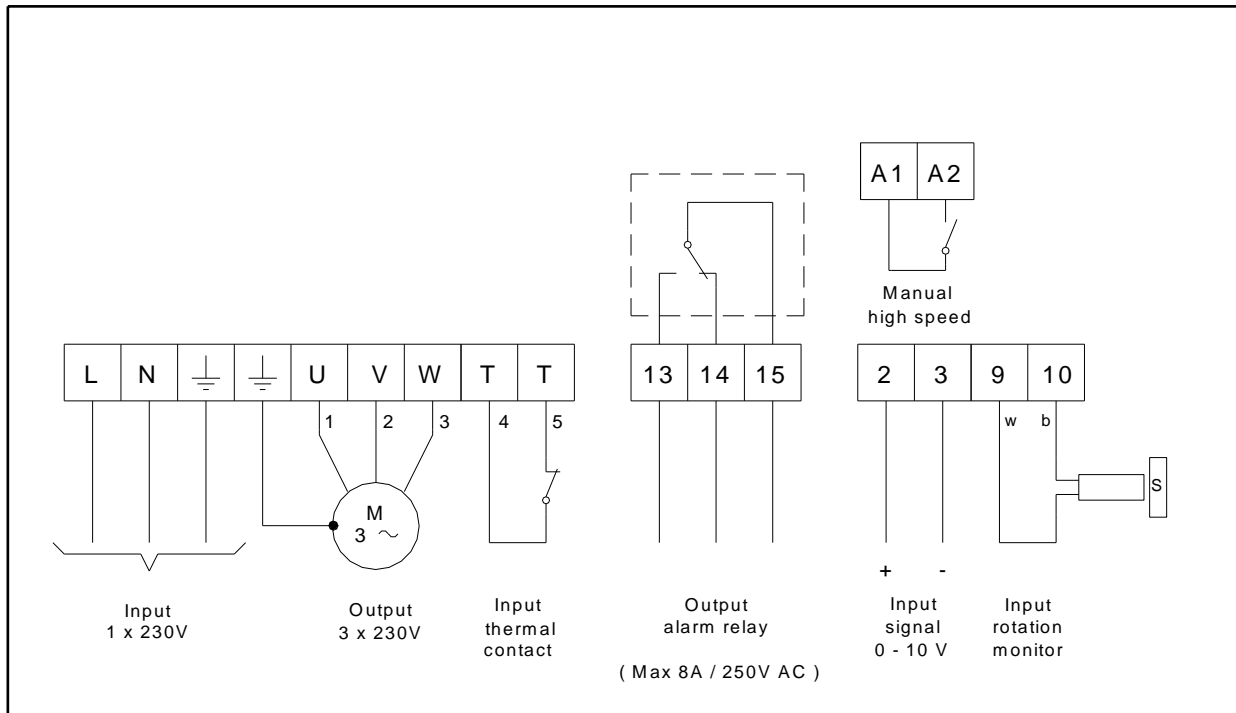 A1 A2
Manual
high speed
L N U V W T T
13 14 15
2 3 9 10
1 2 3 4 5
w b
M
3 ~
S
+ -
Input
1 x 230V
Output
3 x 230V
Input
thermal
contact
Output
alarm relay
( Max 8A / 250V AC )
Input
signal
0 - 10 V
Input
rotation
monitor